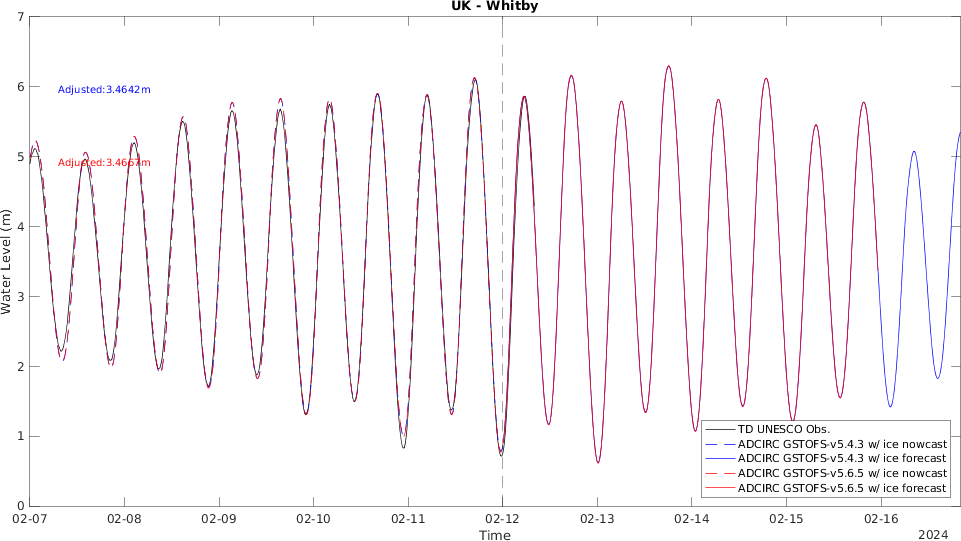 UK - Whitby
7
6
5
4
3
2
1
0
Water Level (m)
Adjusted:3.4642m
Adjusted:3.4667m
TD UNESCO Obs.
ADCIRC GSTOFS-v5.4.3 w/ ice nowcast
ADCIRC GSTOFS-v5.4.3 w/ ice forecast
ADCIRC GSTOFS-v5.6.5 w/ ice nowcast
ADCIRC GSTOFS-v5.6.5 w/ ice forecast
02-07 02-08 02-09 02-10 02-11 02-12 02-13 02-14 02-15 02-16
Time
2024